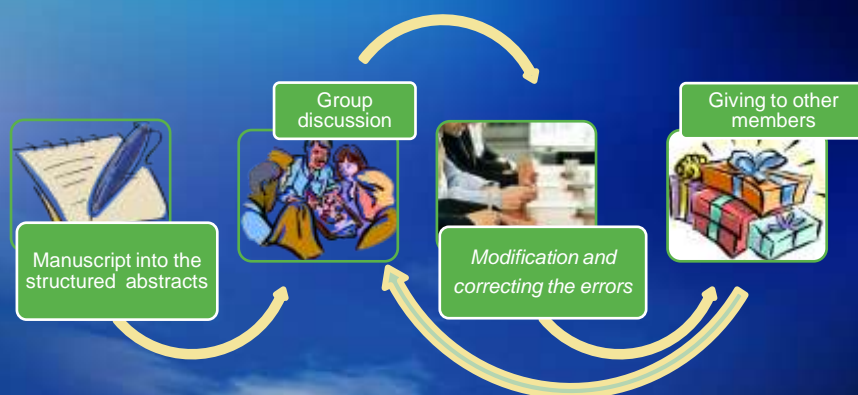 Manuscript into the
structured abstracts
Group
discussion
Modification and
correcting the errors
Giving to other
members